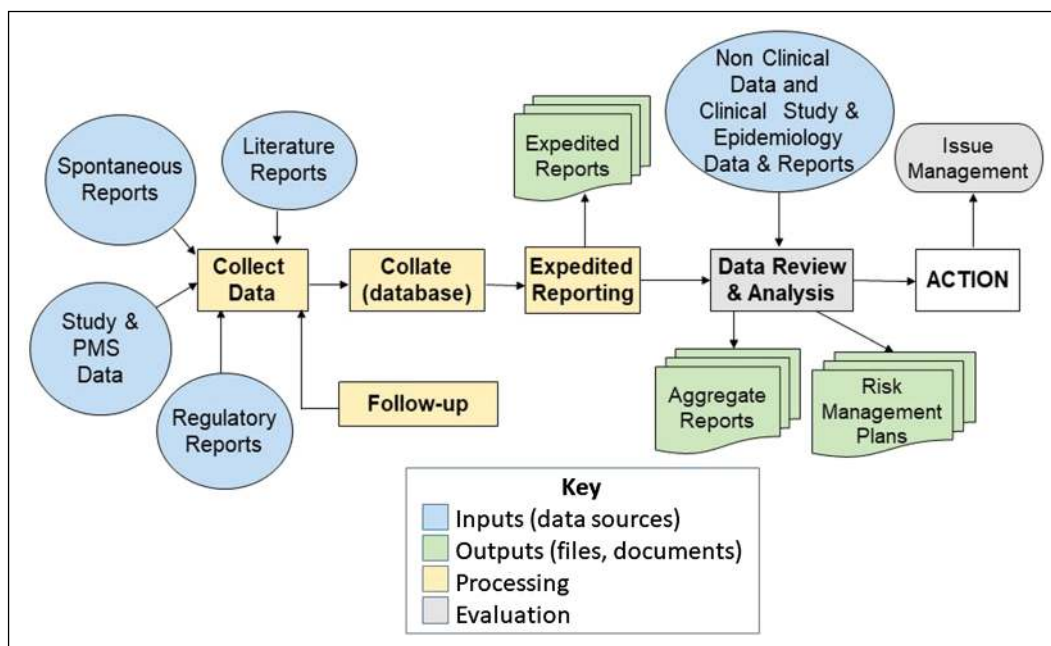 Spontaneous
Reports
Literature
Reports
Study &
PMS
Data
Regulatory
Reports
Collect
Data
Follow-up
Collate
(database)
Expedited
Reports
Expedited
Reporting
Non Clinical
Data and
Clinical Study &
Epidemiology
Data & Reports
Data Review
& Analysis
Aggregate
Reports
Risk
Management
Plans
ACTION
Issue
Management
Key
Inputs (data sources)
Outputs (files, documents)
Processing
Evaluation